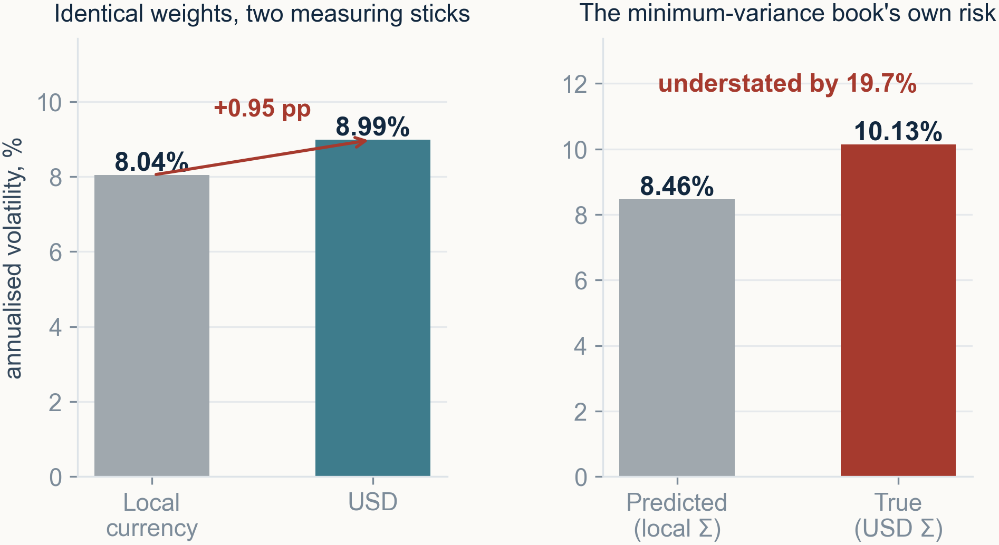 Identical weights, two measuring sticks
annualised volatility, %
10
8
6
4
2
0
+0.95 pp
8.04%
8.99%
Local
currency
USD
The minimum-variance book's own risk
12
10
8
6
4
2
0
understated by 19.7%
8.46%
10.13%
Predicted
(local Σ)
True
(USD Σ)